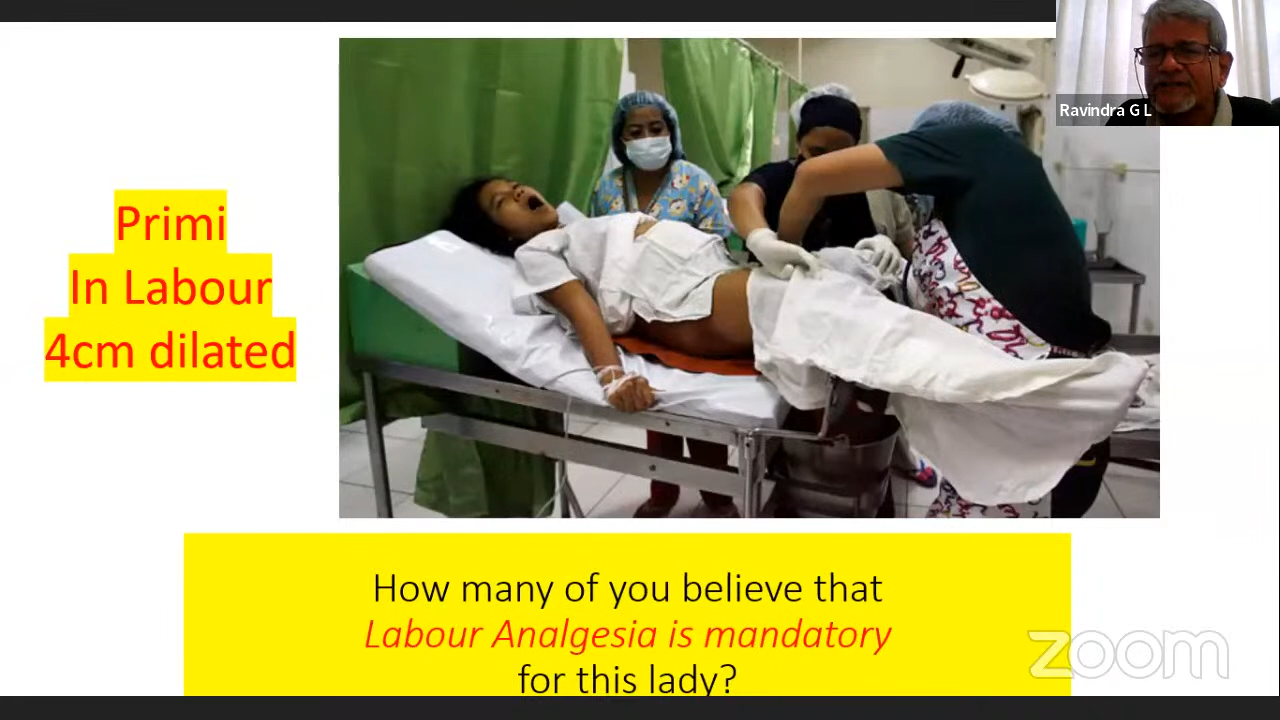 Ravindra G L
Primi
In Labour
4cm dilated
How many of you believe that
Labour Analgesia is mandatory
for this lady?
zoom